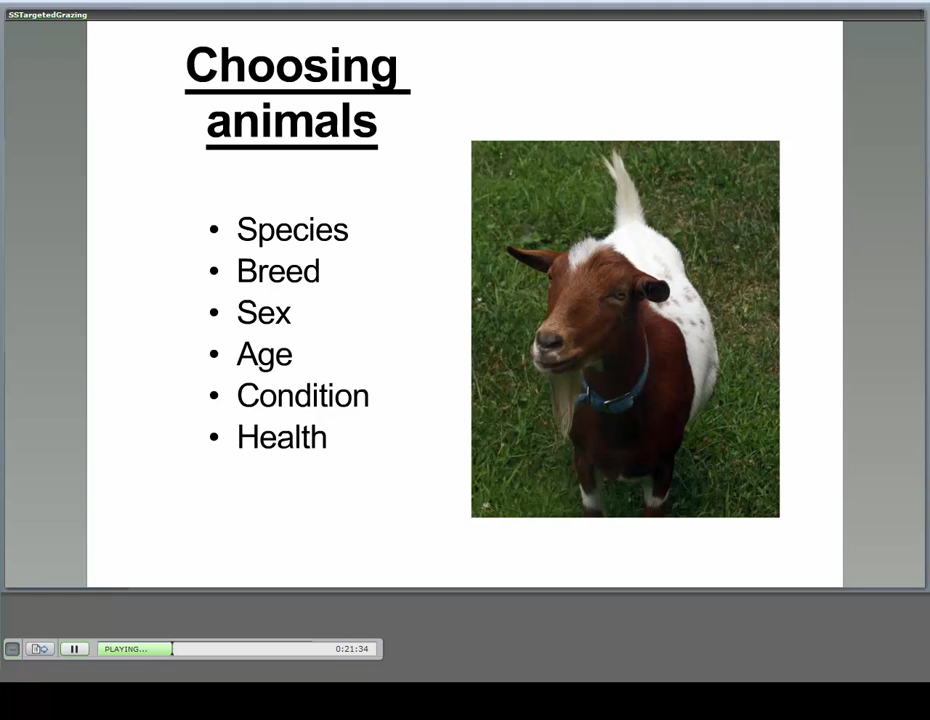 SSTargetedGrazing
Choosing
animals
• Species
• Breed
• Sex
• Age
• Condition
• Health
PLAYING...
0:21:34